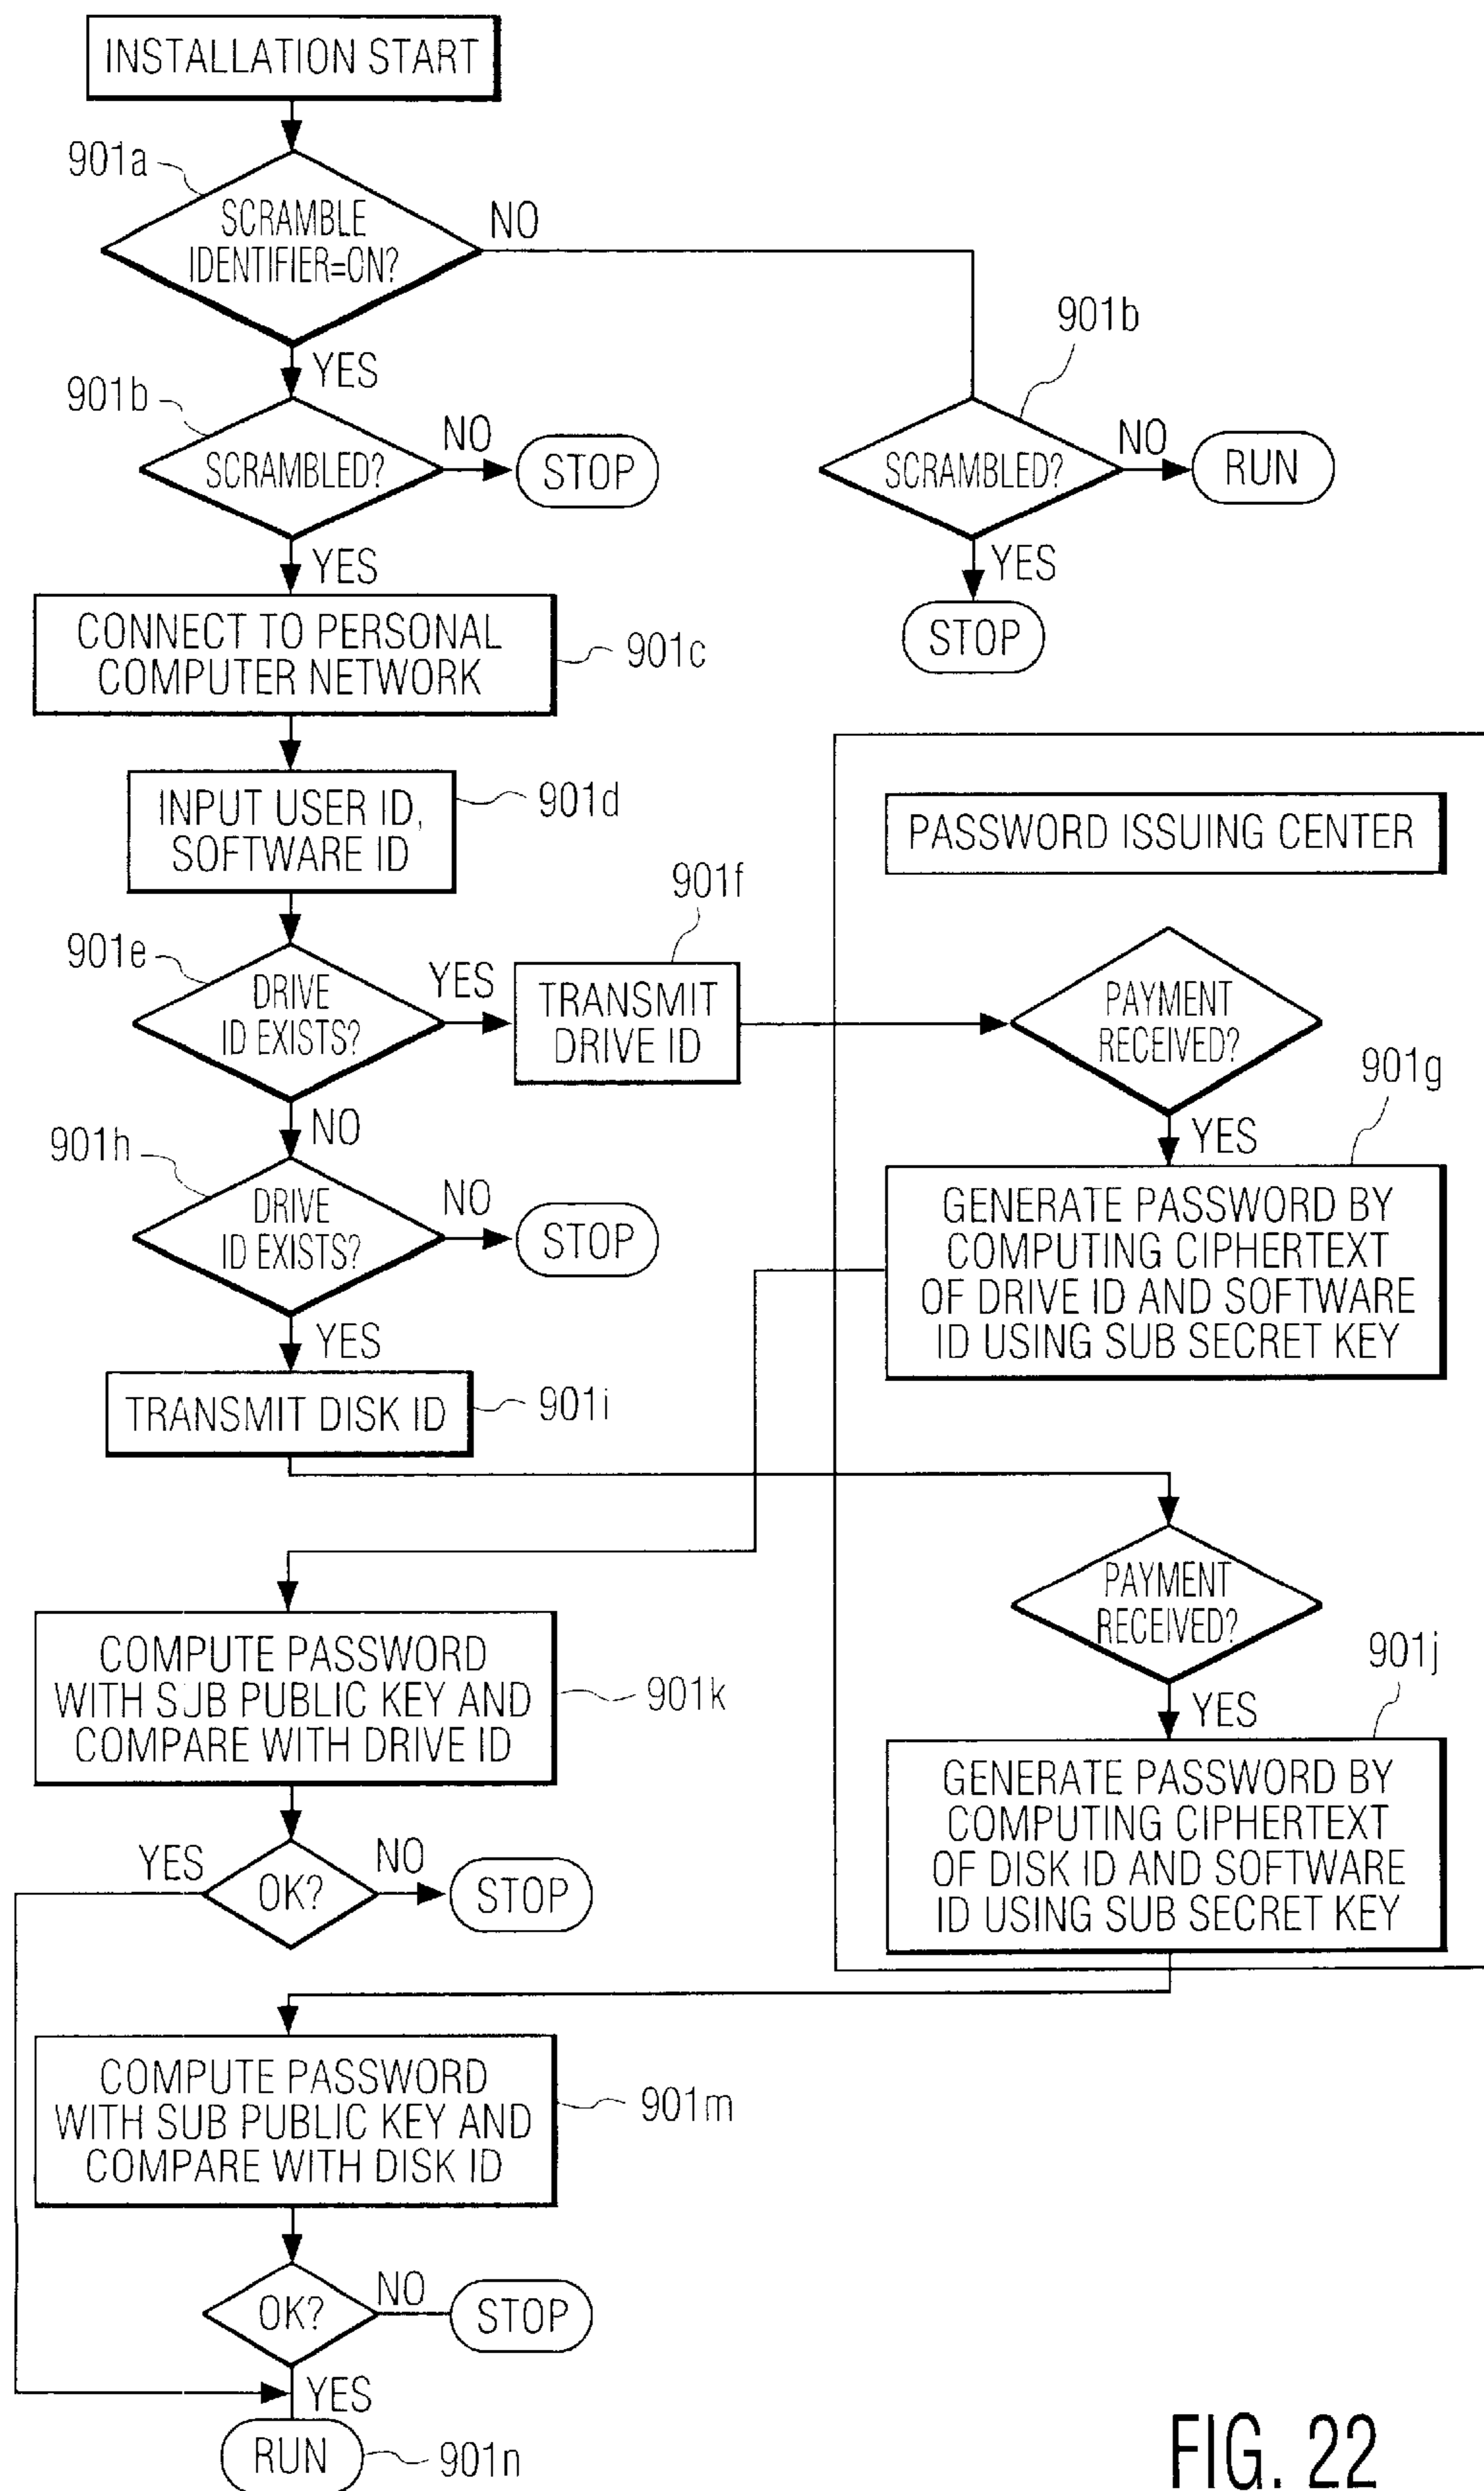 INSTALLATION START
901a
SCRAMBLE
IDENTIFIER=ON?
NO
YES
901b
SCRAMBLED?
NO
STOP
YES
901b
SCRAMBLED?
NO
RUN
YES
STOP
CONNECT TO PERSONAL
COMPUTER NETWORK
901c
INPUT USER ID,
SOFTWARE ID
901d
PASSWORD ISSUING CENTER
901e
DRIVE
ID EXISTS?
YES
901f
TRANSMIT
DRIVE ID
PAYMENT
RECEIVED?
YES
901g
GENERATE PASSWORD BY
COMPUTING CIPHERTEXT
OF DRIVE ID AND SOFTWARE
ID USING SUB SECRET KEY
NO
901h
DRIVE
ID EXISTS?
NO
STOP
YES
TRANSMIT DISK ID
901i
PAYMENT
RECEIVED?
YES
901j
GENERATE PASSWORD BY
COMPUTING CIPHERTEXT
OF DISK ID AND SOFTWARE
ID USING SUB SECRET KEY
COMPUTE PASSWORD
WITH SUB PUBLIC KEY AND
COMPARE WITH DRIVE ID
901k
YES
OK?
NO
STOP
COMPUTE PASSWORD
WITH SUB PUBLIC KEY AND
COMPARE WITH DISK ID
901m
OK?
NO
STOP
YES
RUN
901n
FIG. 22